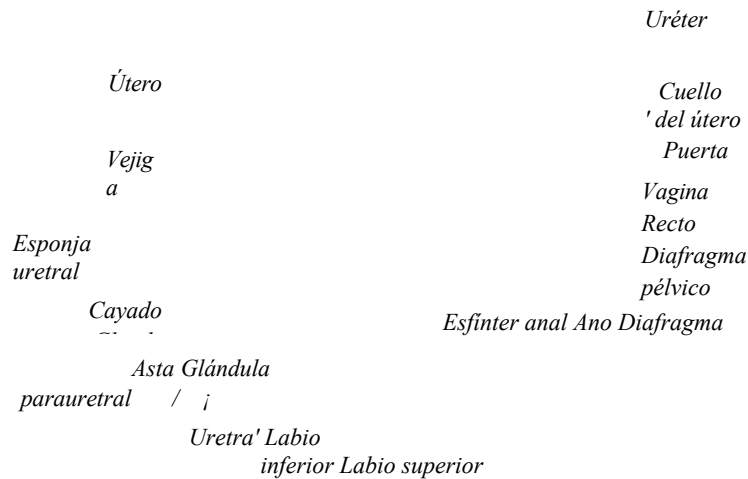 Uréter
Útero
Cuello
' del útero
Puerta
Vejig
a
Vagina
Recto
Esponja
uretral
Diafragma
pélvico
Cayado
Esfínter anal Ano Diafragma
Asta Glándula
parauretral / ¡
Uretra' Labio
inferior Labio superior